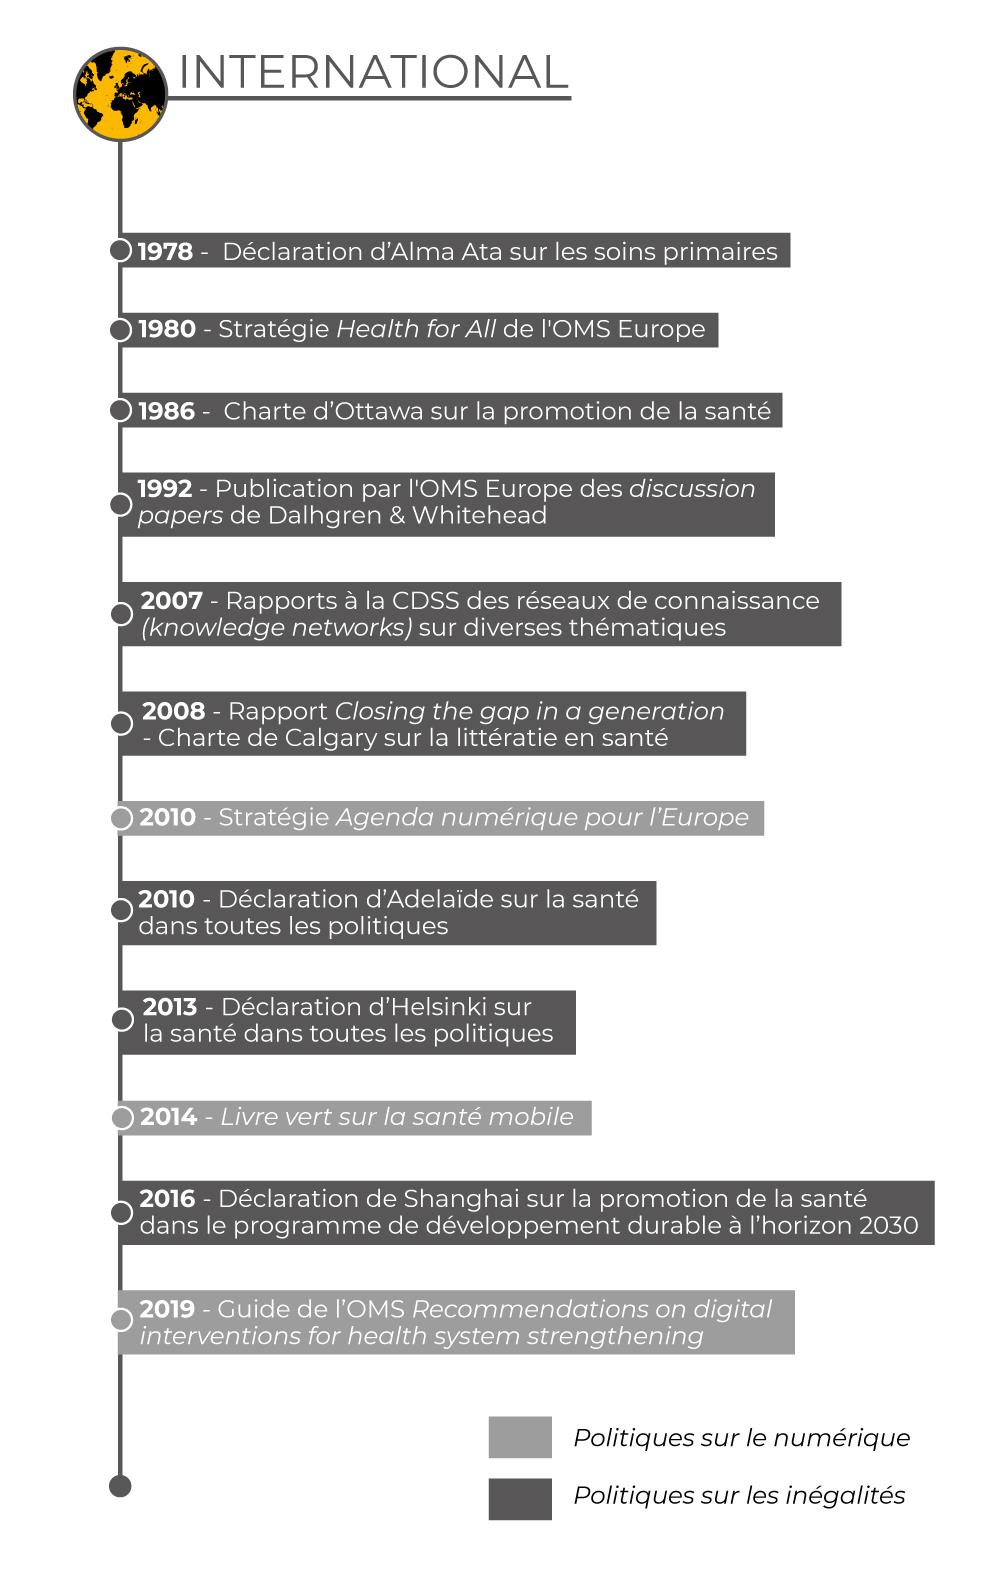 INTERNATIONAL
1978 - Déclaration d'Alma Ata sur les soins primaires
1980 - Stratégie Health for All de l'OMS Europe
1986 - Charte d'Ottawa sur la promotion de la santé
1992 - Publication par l'OMS Europe des discussion
papers de Dalhgren & Whitehead
2007 - Rapports à la CDSS des réseaux de connaissance
(knowledge networks) sur diverses thématiques
2008 - Rapport Closing the gap in a generation
- Charte de Calgary sur la littératie en santé
2010 - Stratégie Agenda numérique pour l'Europe
2010 - Déclaration d'Adelaïde sur la santé
dans toutes les politiques
2013 - Déclaration d'Helsinki sur
la santé dans toutes les politiques
2014 - Livre vert sur la santé mobile
2016 - Déclaration de Shanghai sur la promotion de la santé
dans le programme de développement durable à l'horizon 2030
2019 - Guide de l'OMS Recommendations on digital
interventions for health system strengthening
Politiques sur le numérique
Politiques sur les inégalités